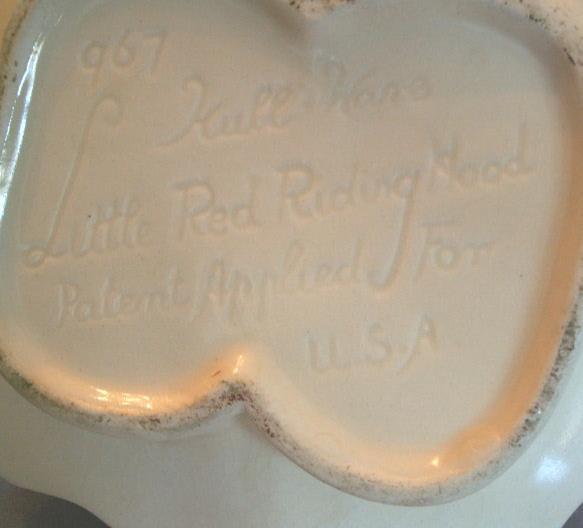 967
Hull Ware
Little Red Riding Hood
Patent Applied For
U.S.A